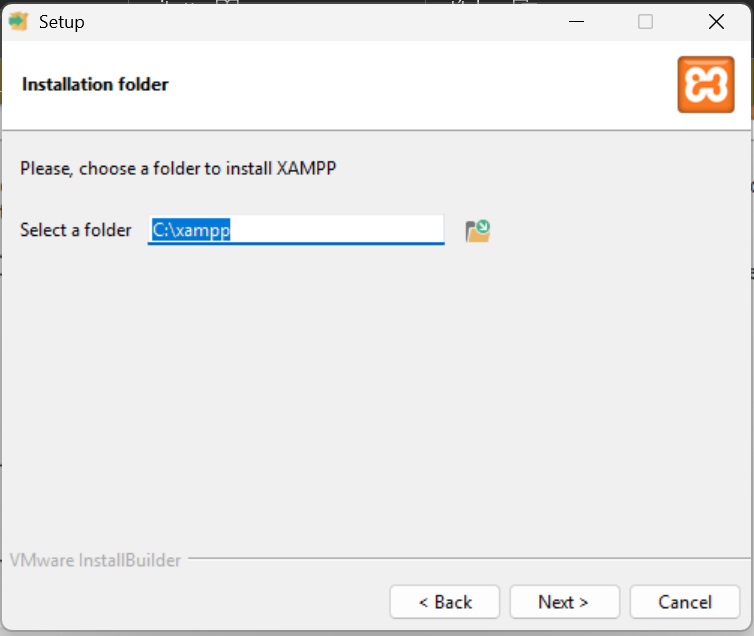 Setup
Installation folder
Please, choose a folder to install XAMPP
Select a folder C:\xampp
VMware InstallBuilder
< Back Next > Cancel